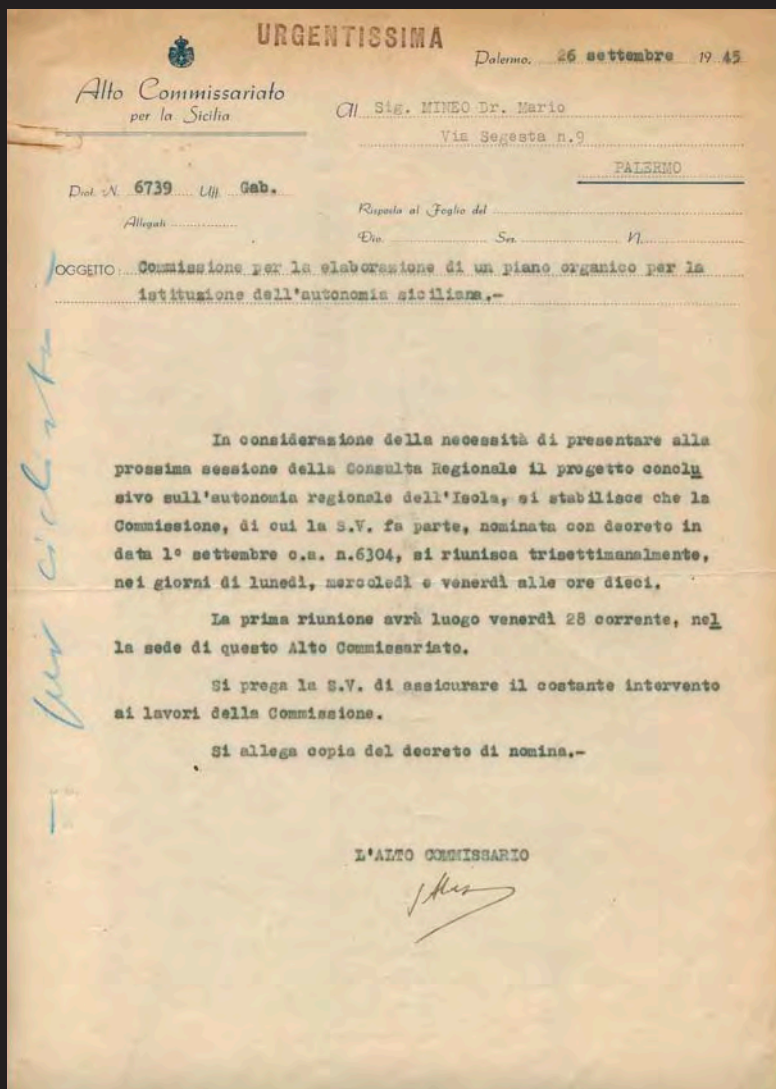 URGENTISSIMA
Palermo, 26 settembre 1945
Alto Commissariato
per la Sicilia
Al Sig. MINEO Dr. Mario
Via Segesta n.9
PALERMO
Prot. N. 6739 Uff. Gab.
Allegati
Risposta al Foglio del
Div. Sez. N.
OGGETTO: Commissione per la elaborazione di un piano organico per la
istituzione dell'autonomia siciliana.-
per ciclista
In considerazione della necessità di presentare alla
prossima sessione della Consulta Regionale il progetto conclu
sivo sull'autonomia regionale dell'Isola, si stabilisce che la
Commissione, di cui la S.V. fa parte, nominata con decreto in
data 1° settembre c.a. n.6304, si riunisca trisettimanalmente,
nei giorni di lunedì, mercoledì e venerdì alle ore dieci.
La prima riunione avrà luogo venerdì 28 corrente, nel
la sede di questo Alto Commissariato.
Si prega la S.V. di assicurare il costante intervento
ai lavori della Commissione.
Si allega copia del decreto di nomina.-
L'ALTO COMMISSARIO